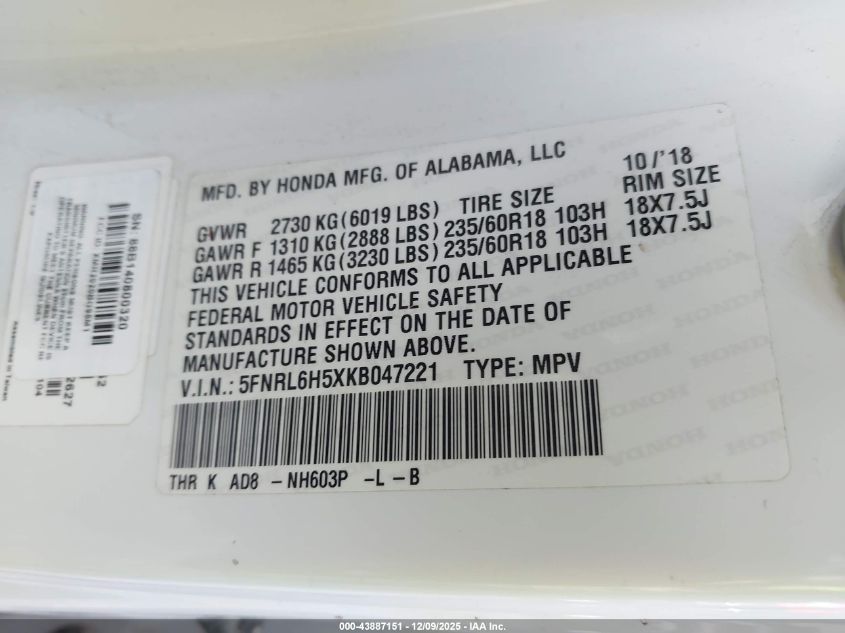 MFD. BY HONDA MFG. OF ALABAMA, LLC 10/'18
GVWR 2730 KG(6019 LBS) TIRE SIZE RIM SIZE
GAWR F 1310 KG(2888 LBS) 235/60R18 103H 18X7.5J
GAWR R 1465 KG(3230 LBS) 235/60R18 103H 18X7.5J
THIS VEHICLE CONFORMS TO ALL APPLICABLE
FEDERAL MOTOR VEHICLE SAFETY
STANDARDS IN EFFECT ON THE DATE OF
MANUFACTURE SHOWN ABOVE.
V.I.N.: 5FNRL6H5XKB047221 TYPE: MPV
THR K AD8 -NH603P -L -B
Assembled in Taiwan
000-43887151 - 12/09/2025 - IAA Inc.